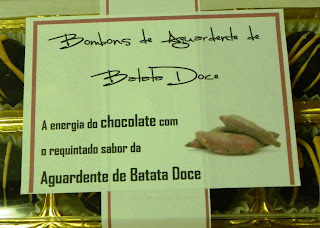 Bombons de Aguardente de
Batata Doce
A energia do chocolate com
o requintado sabor da
Aguardente de Batata Doce